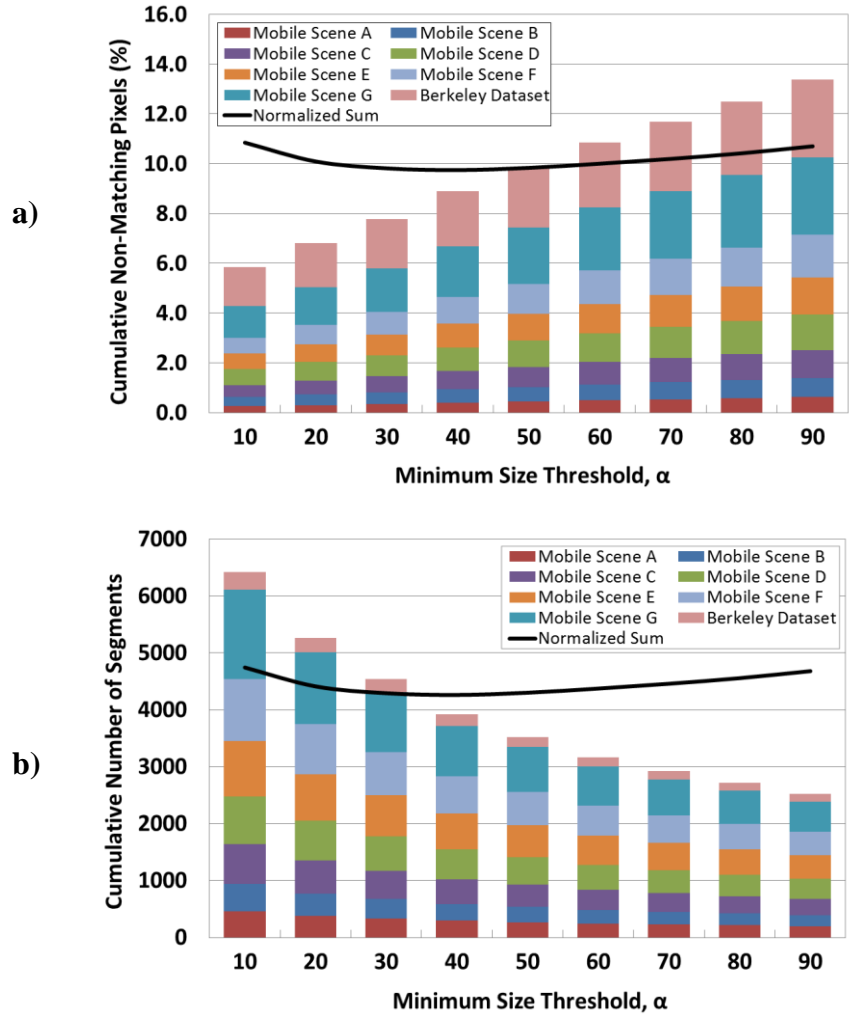 a)
Cumulative Non-Matching Pixels (%)
16.0
14.0
12.0
10.0
8.0
6.0
4.0
2.0
0.0
Mobile Scene A Mobile Scene B
Mobile Scene C Mobile Scene D
Mobile Scene E Mobile Scene F
Mobile Scene G Berkeley Dataset
Normalized Sum
10 20 30 40 50 60 70 80 90
Minimum Size Threshold, α
b)
Cumulative Number of Segments
7000
6000
5000
4000
3000
2000
1000
0
Mobile Scene A Mobile Scene B
Mobile Scene C Mobile Scene D
Mobile Scene E Mobile Scene F
Mobile Scene G Berkeley Dataset
Normalized Sum
10 20 30 40 50 60 70 80 90
Minimum Size Threshold, α